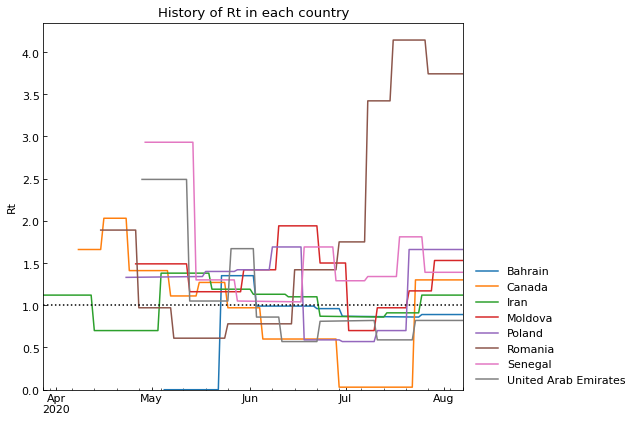 History of Rt in each country
4.0
3.5
3.0
2.5
2.0
1.5
1.0
0.5
0.0
Rt
Apr
2020
May
Jun
Jul
Aug
Bahrain
Canada
Iran
Moldova
Poland
Romania
Senegal
United Arab Emirates